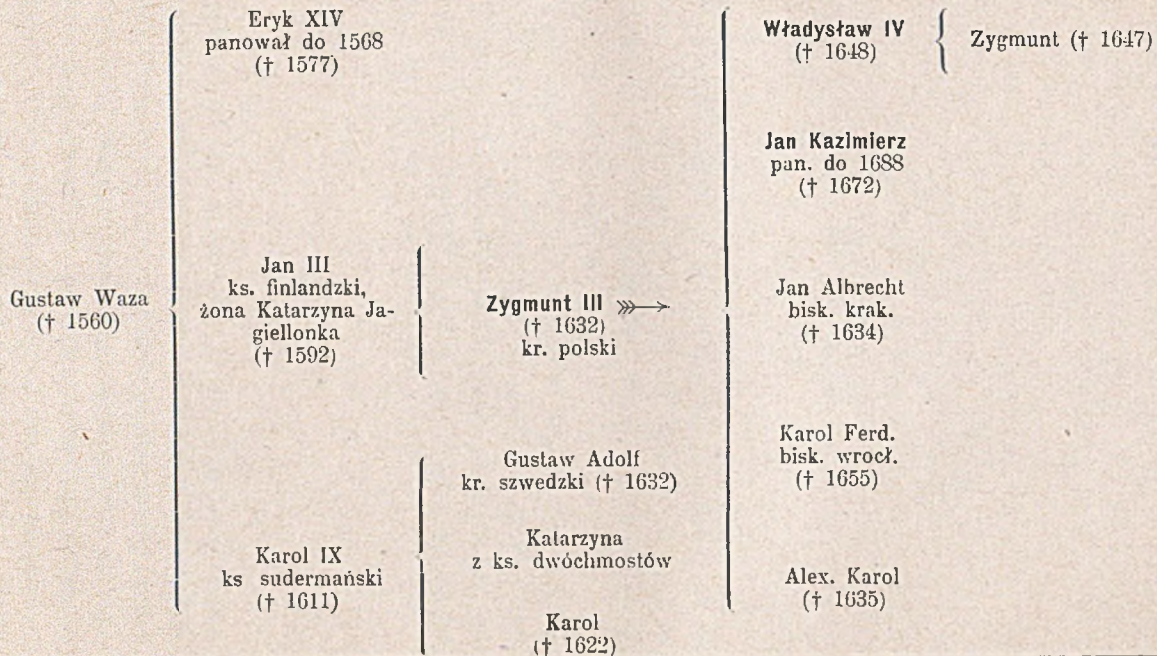 Gustaw Waza
(† 1560)
Eryk XIV
panował do 1568
(† 1577)
Jan III
ks. finlandzki,
żona Katarzyna Ja-
giellonka
(† 1592)
Karol IX
ks sudermański
(† 1611)
Zygmunt III
(† 1632)
kr. polski
Gustaw Adolf
kr. szwedzki († 1632)
Katarzyna
z ks. dwóchmostów
Karol
(† 1622)
Władysław IV
(† 1648)
Jan Kazimierz
pan. do 1688
(† 1672)
Jan Albrecht
bisk. krak.
(† 1634)
Karol Ferd.
bisk. wrocł.
(† 1655)
Alex. Karol
(† 1635)
Zygmunt († 1647)